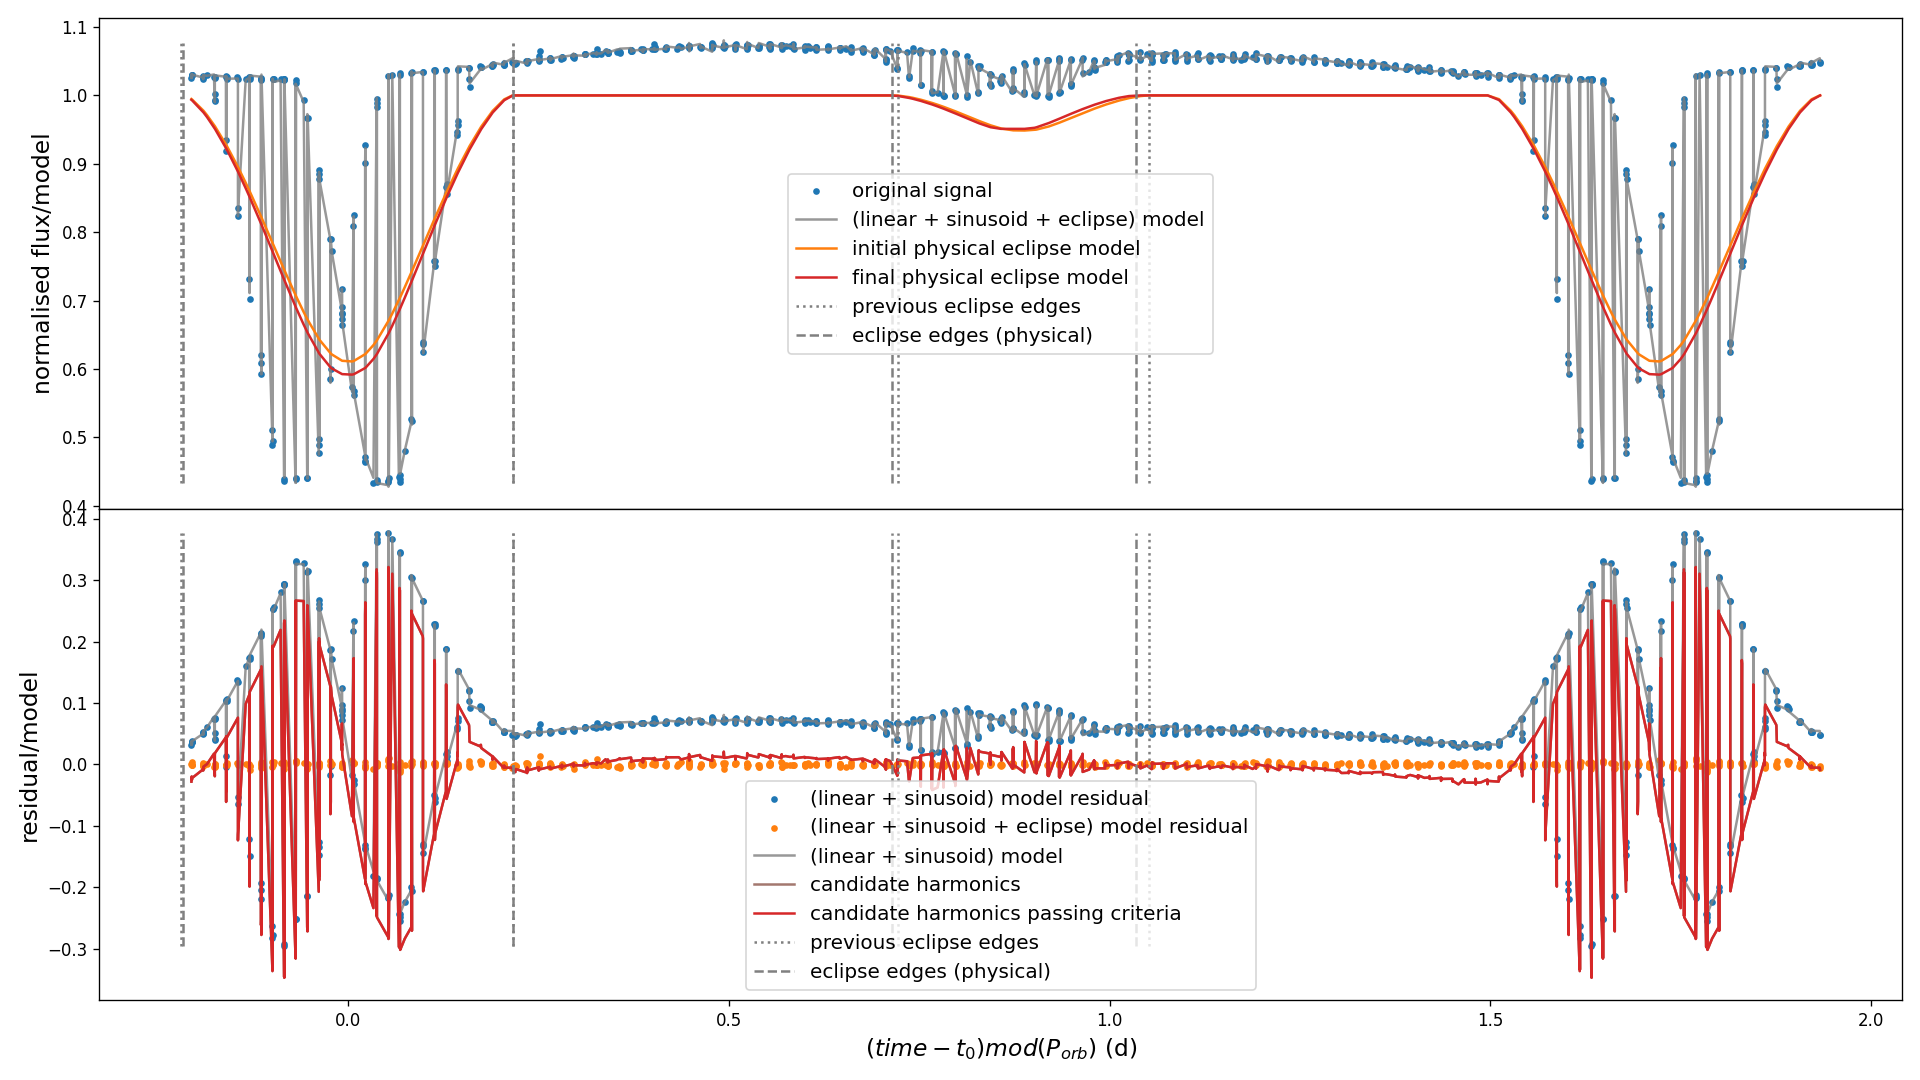 1.1
1.0
0.9
0.8
0.7
0.6
0.5
0.4
normalised flux/model
original signal
(linear + sinusoid + eclipse) model
initial physical eclipse model
final physical eclipse model
previous eclipse edges
eclipse edges (physical)
0.4
0.3
0.2
0.1
0.0
−0.1
−0.2
−0.3
residual/model
(linear + sinusoid) model residual
(linear + sinusoid + eclipse) model residual
(linear + sinusoid) model
candidate harmonics
candidate harmonics passing criteria
previous eclipse edges
eclipse edges (physical)
0.0 0.5 1.0 1.5 2.0
(time − t₀)mod(P_orb) (d)